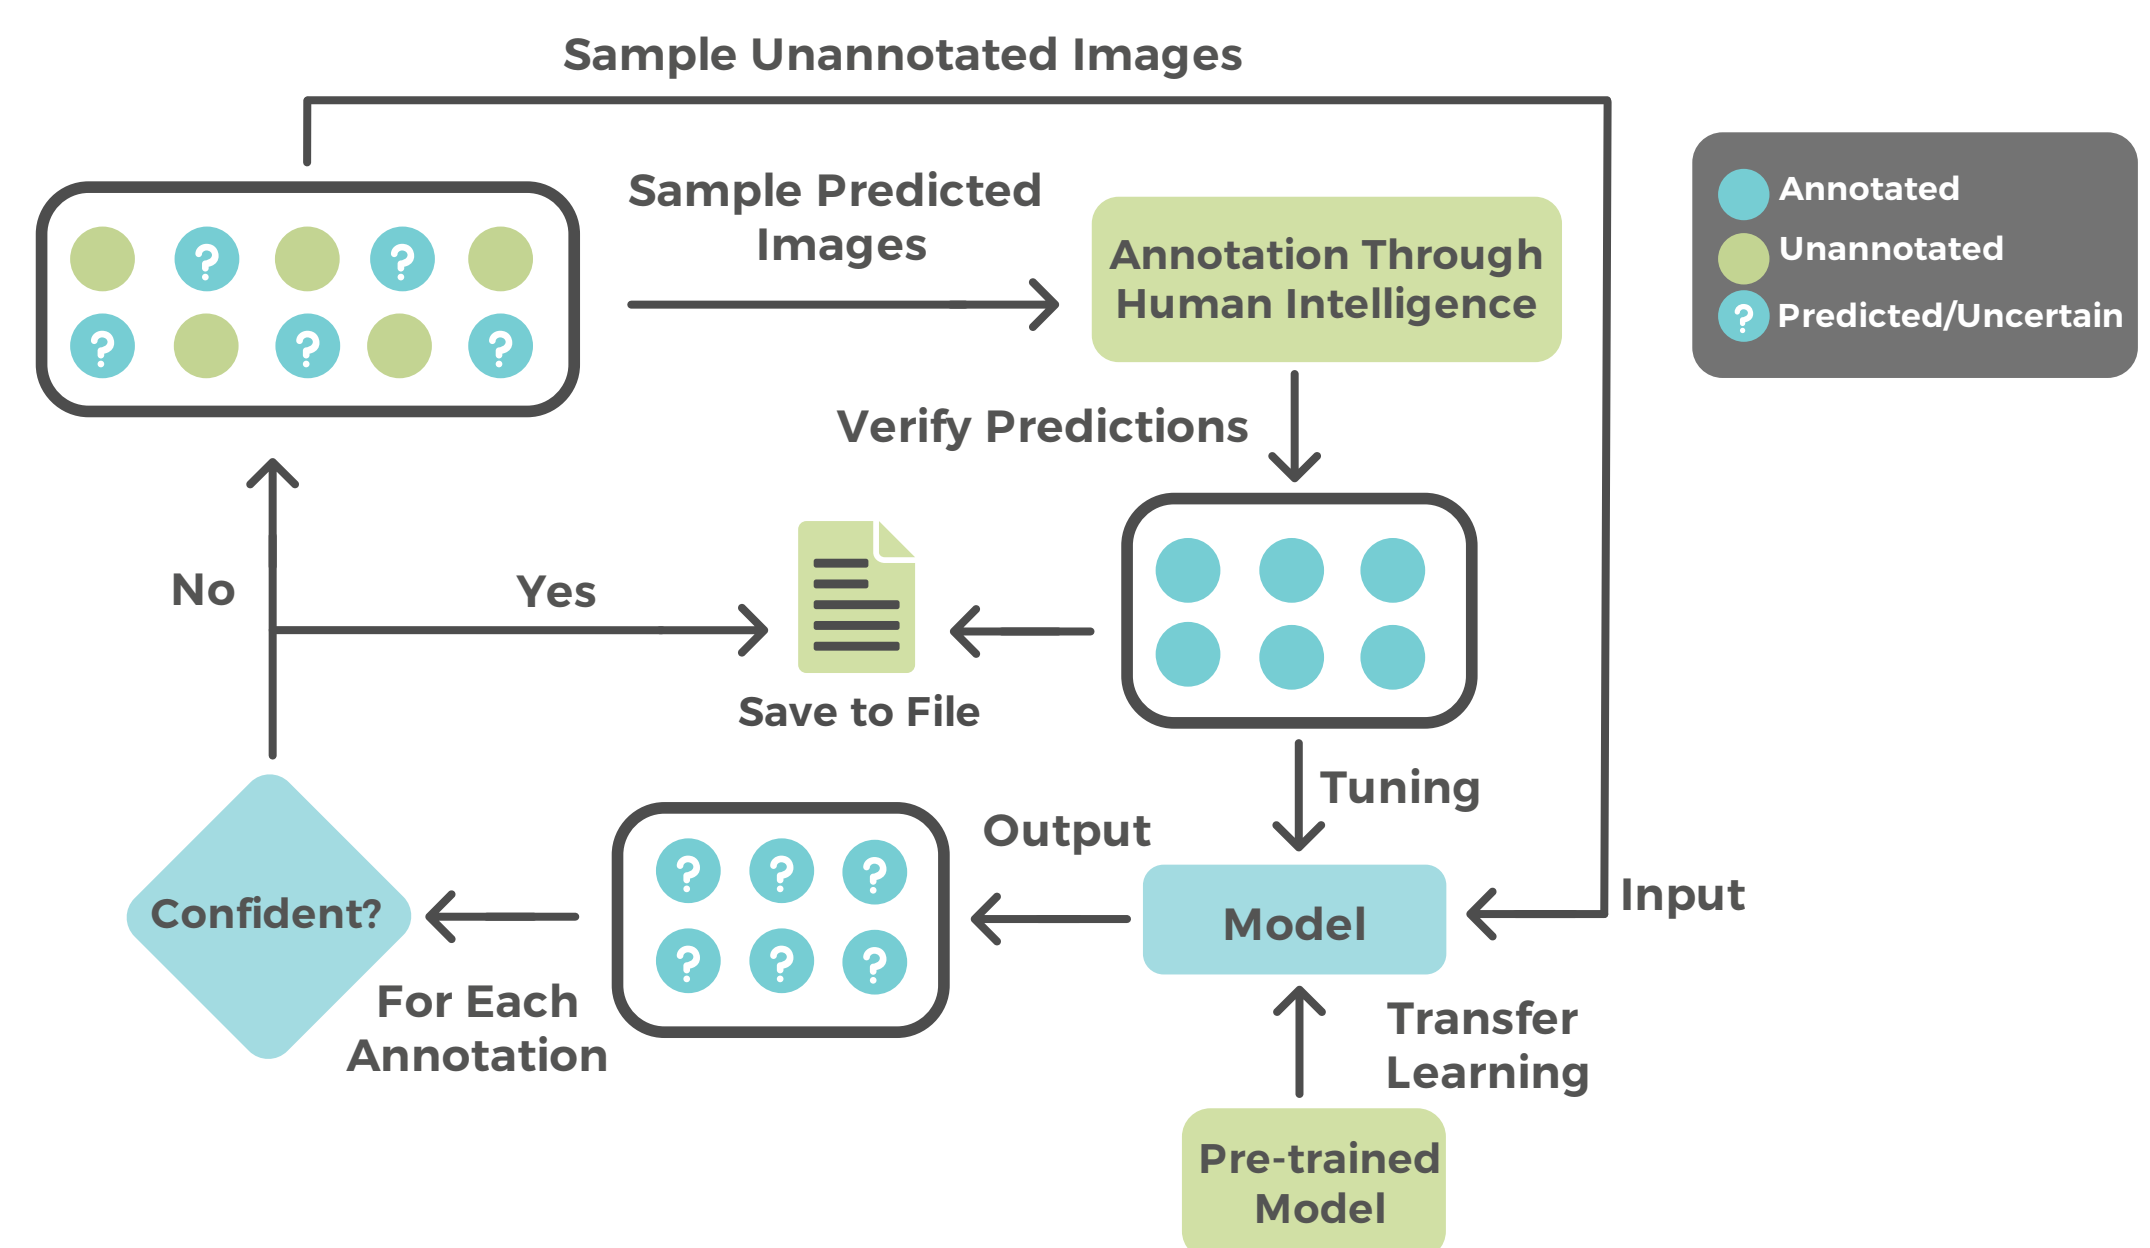 Sample Unannotated Images
Sample Predicted
Images
Annotation Through
Human Intelligence
Annotated
Unannotated
Predicted/Uncertain
?
?
?
?
?
?
Verify Predictions
No
Yes
Save to File
Tuning
Output
Input
Model
? ? ?
? ? ?
Confident?
For Each
Annotation
Transfer
Learning
Pre-trained
Model